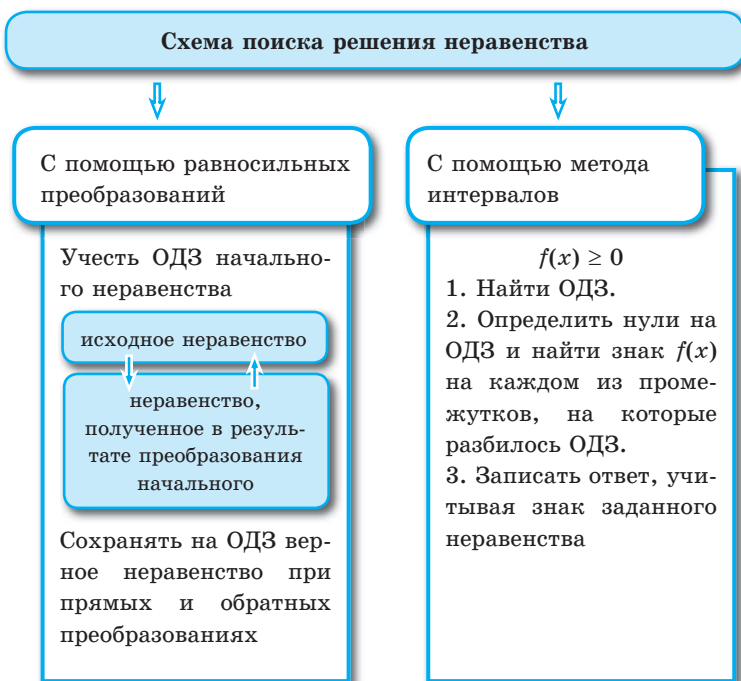 Схема поиска решения неравенства
С помощью равносильных
преобразований
Учесть ОДЗ начально-
го неравенства
исходное неравенство
неравенство,
полученное в резуль-
тате преобразования
начального
Сохранять на ОДЗ вер-
ное неравенство при
прямых и обратных
преобразованиях
С помощью метода
интервалов
f(x) ≥ 0
1. Найти ОДЗ.
2. Определить нули на
ОДЗ и найти знак f(x)
на каждом из проме-
жутков, на которые
разбилось ОДЗ.
3. Записать ответ, учи-
тывая знак заданного
неравенства